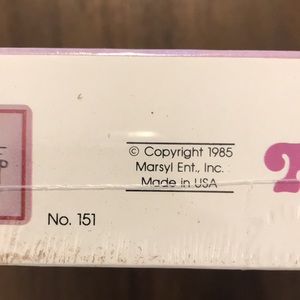 © Copyright 1985
Marsyl Ent., Inc.
Made in USA
No. 151